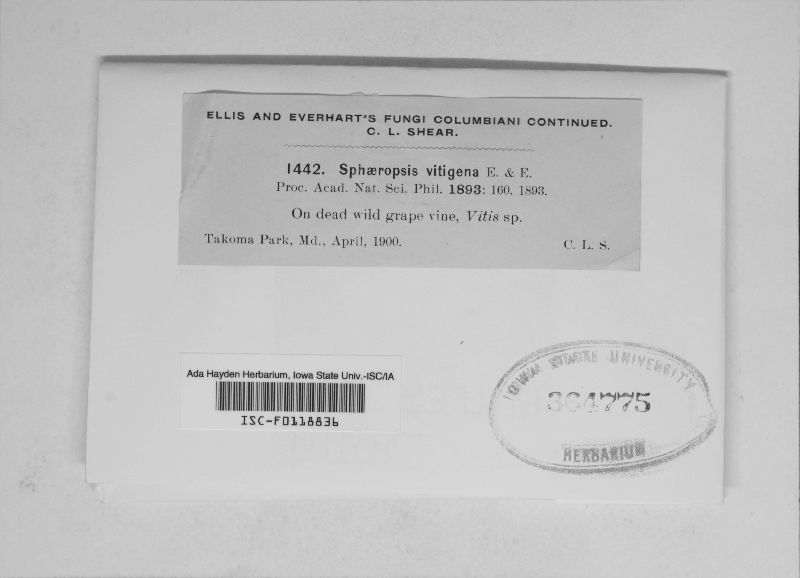 ELLIS AND EVERHART'S FUNGI COLUMBIANI CONTINUED.
C. L. SHEAR.
1442. Sphæropsis vitigena E. & E.
Proc. Acad. Nat. Sci. Phil. 1893: 160. 1893.
On dead wild grape vine, Vitis sp.
Takoma Park, Md., April, 1900. C. L. S.
Ada Hayden Herbarium, Iowa State Univ.-ISC/IA
ISC-F0118836
IOWA STATE UNIVERSITY
364775
HERBARIUM